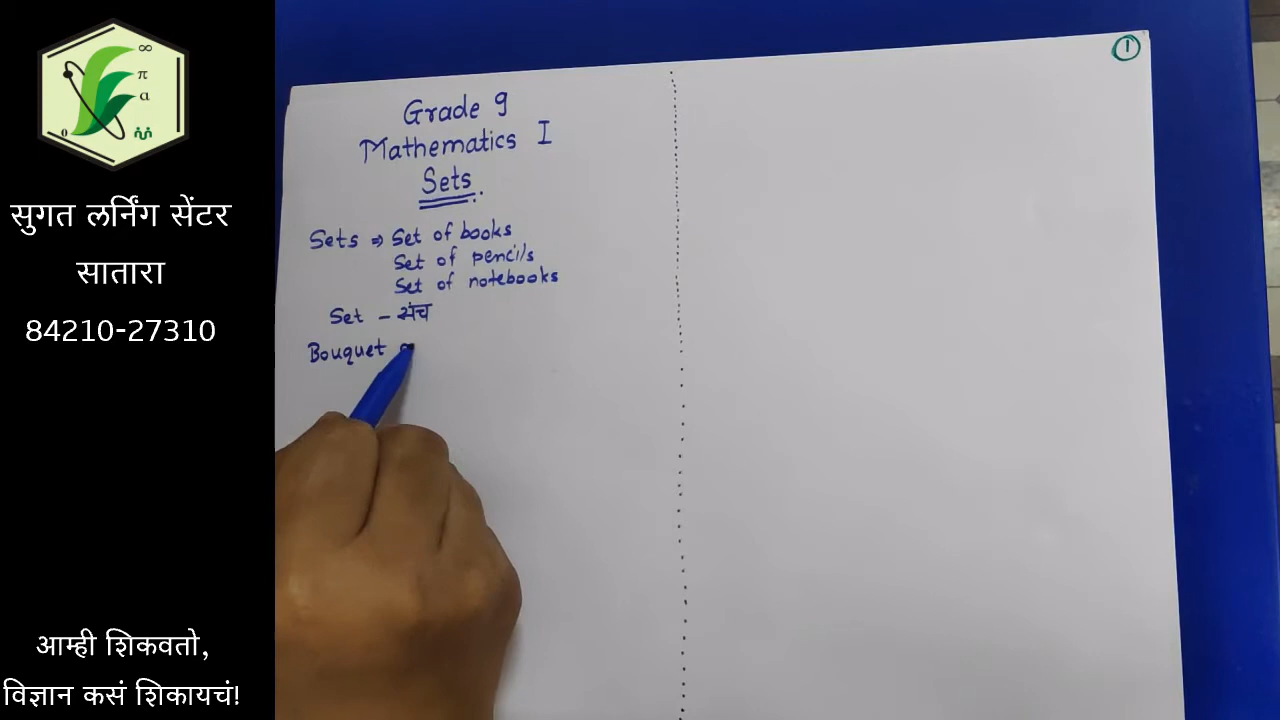 ∞
π
a
0
सुगत लर्निंग सेंटर
सातारा
84210-27310
आम्ही शिकवतो,
विज्ञान कसं शिकायचं!
1
Grade 9
Mathematics I
Sets.
Sets ⇒ Set of books
Set of pencils
Set of notebooks
Set - संच
Bouquet